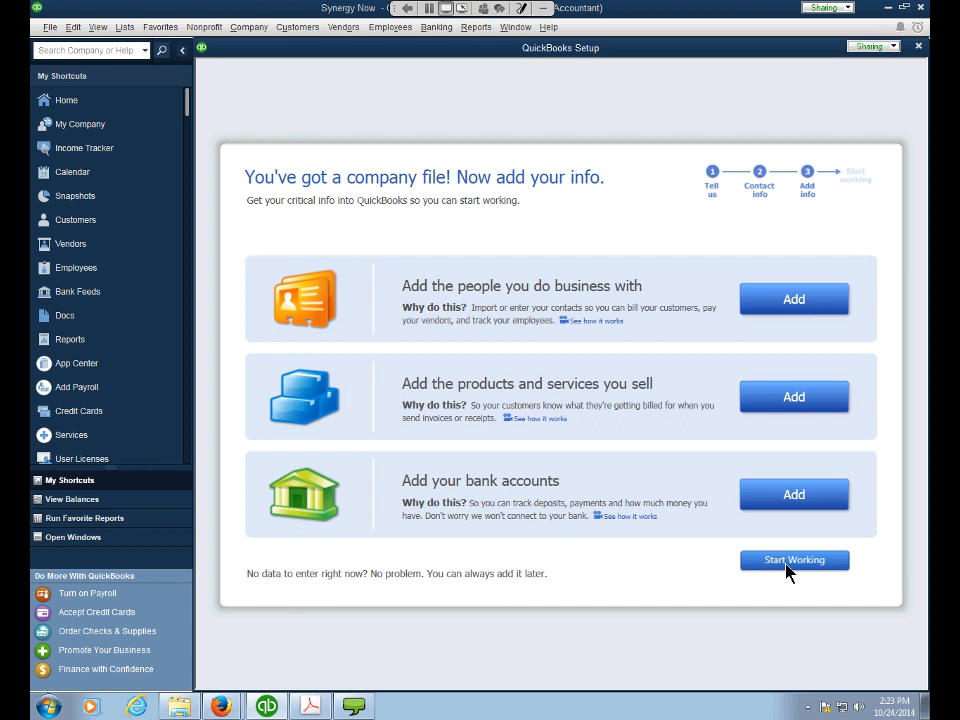 Synergy Now - (
Accountant)
Sharing
File Edit View Lists Favorites Nonprofit Company Customers Vendors Employees Banking Reports Window Help
Search Company or Help
QuickBooks Setup
Sharing
My Shortcuts
Home
My Company
Income Tracker
Calendar
Snapshots
Customers
Vendors
Employees
Bank Feeds
Docs
Reports
App Center
Add Payroll
Credit Cards
Services
User Licenses
My Shortcuts
View Balances
Run Favorite Reports
Open Windows
Do More With QuickBooks
Turn on Payroll
Accept Credit Cards
Order Checks & Supplies
Promote Your Business
Finance with Confidence
You've got a company file! Now add your info.
Get your critical info into QuickBooks so you can start working.
1 Tell us
2 Contact info
3 Add info
Start working
Add the people you do business with
Why do this? Import or enter your contacts so you can bill your customers, pay
your vendors, and track your employees. See how it works
Add
Add the products and services you sell
Why do this? So your customers know what they're getting billed for when you
send invoices or receipts. See how it works
Add
Add your bank accounts
Why do this? So you can track deposits, payments and how much money you
have. Don't worry we won't connect to your bank. See how it works
Add
No data to enter right now? No problem. You can always add it later.
Start Working
2:23 PM
10/24/2014